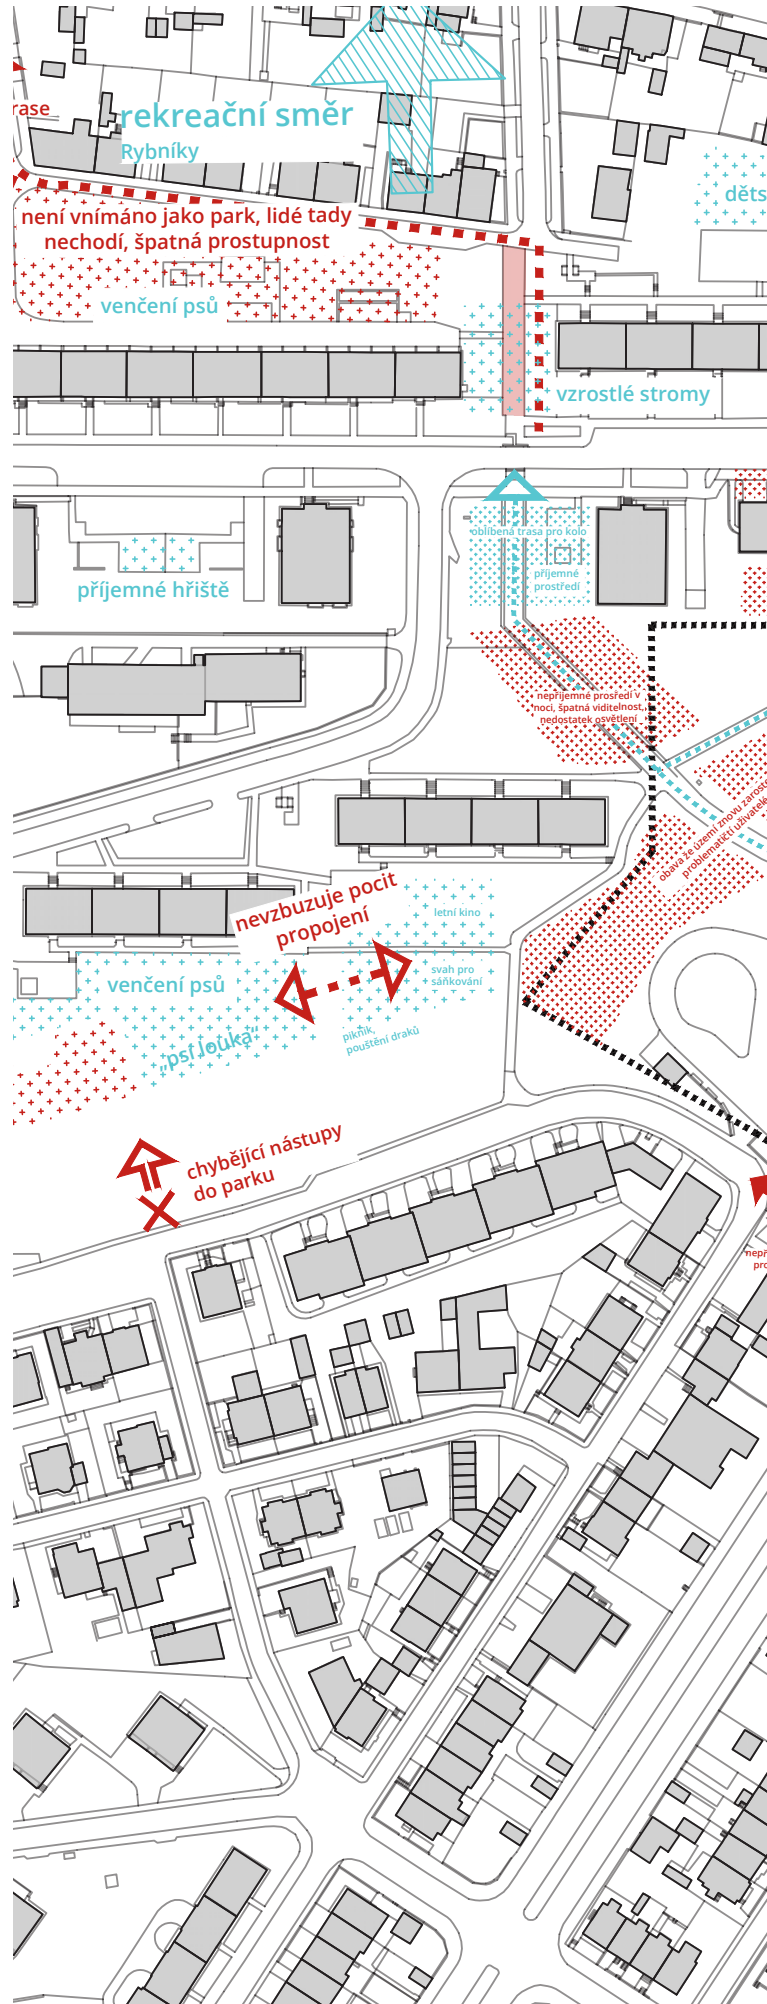 rase
rekreační směr
Rybníky
děts
není vnímáno jako park, lidé tady
nechodí, špatná prostupnost
venčení psů
vzrostlé stromy
oblíbená trasa pro kolo
příjemné
prostředí
příjemné hřiště
nepříjemné prosředí v
noci, špatná viditelnost,
nedostatek osvětlení
obava že území znovu zarost
problematičtí uživatelé
nevzbuzuje pocit
propojení
letní kino
venčení psů
svah pro
sáňkování
„psí louka“
piknik,
pouštění draků
chybějící nástupy
do parku
nepř
pro